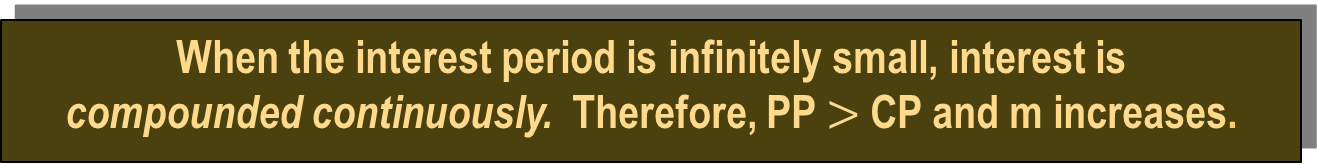 When the interest period is infinitely small, interest is
compounded continuously. Therefore, PP > CP and m increases.